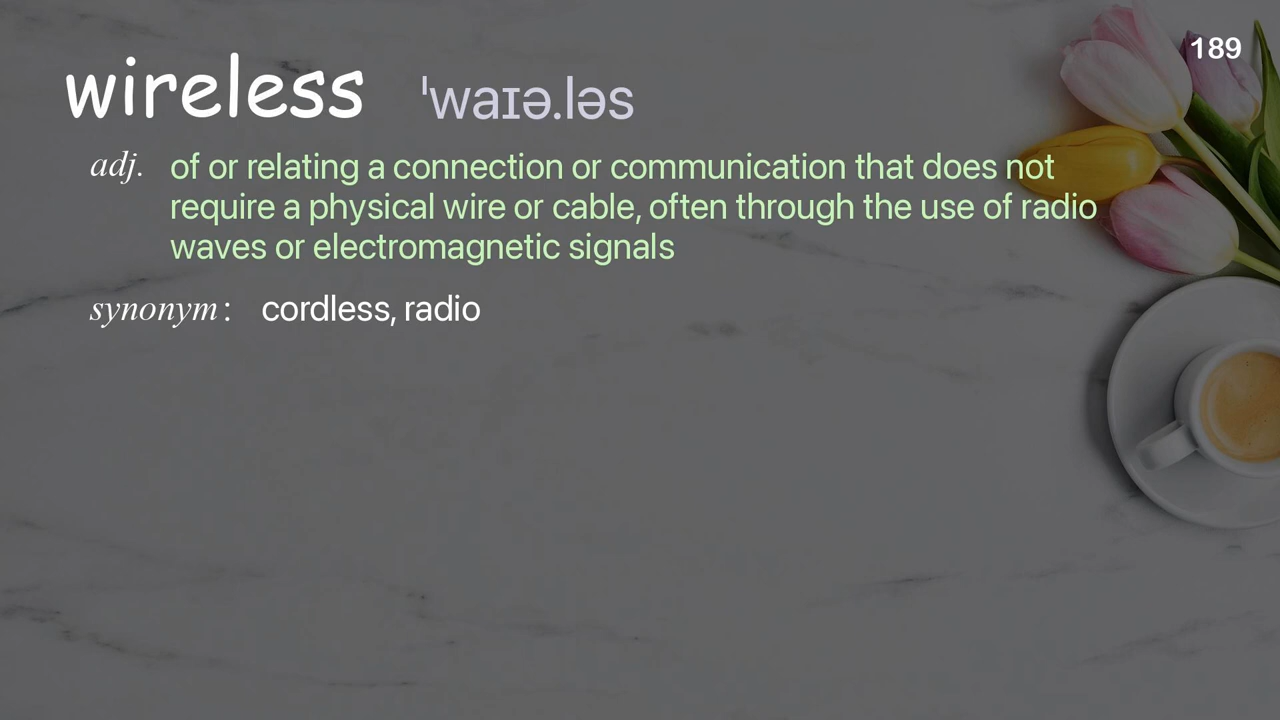 189
wireless ˈwaɪə.ləs
adj. of or relating a connection or communication that does not
require a physical wire or cable, often through the use of radio
waves or electromagnetic signals
synonym: cordless, radio